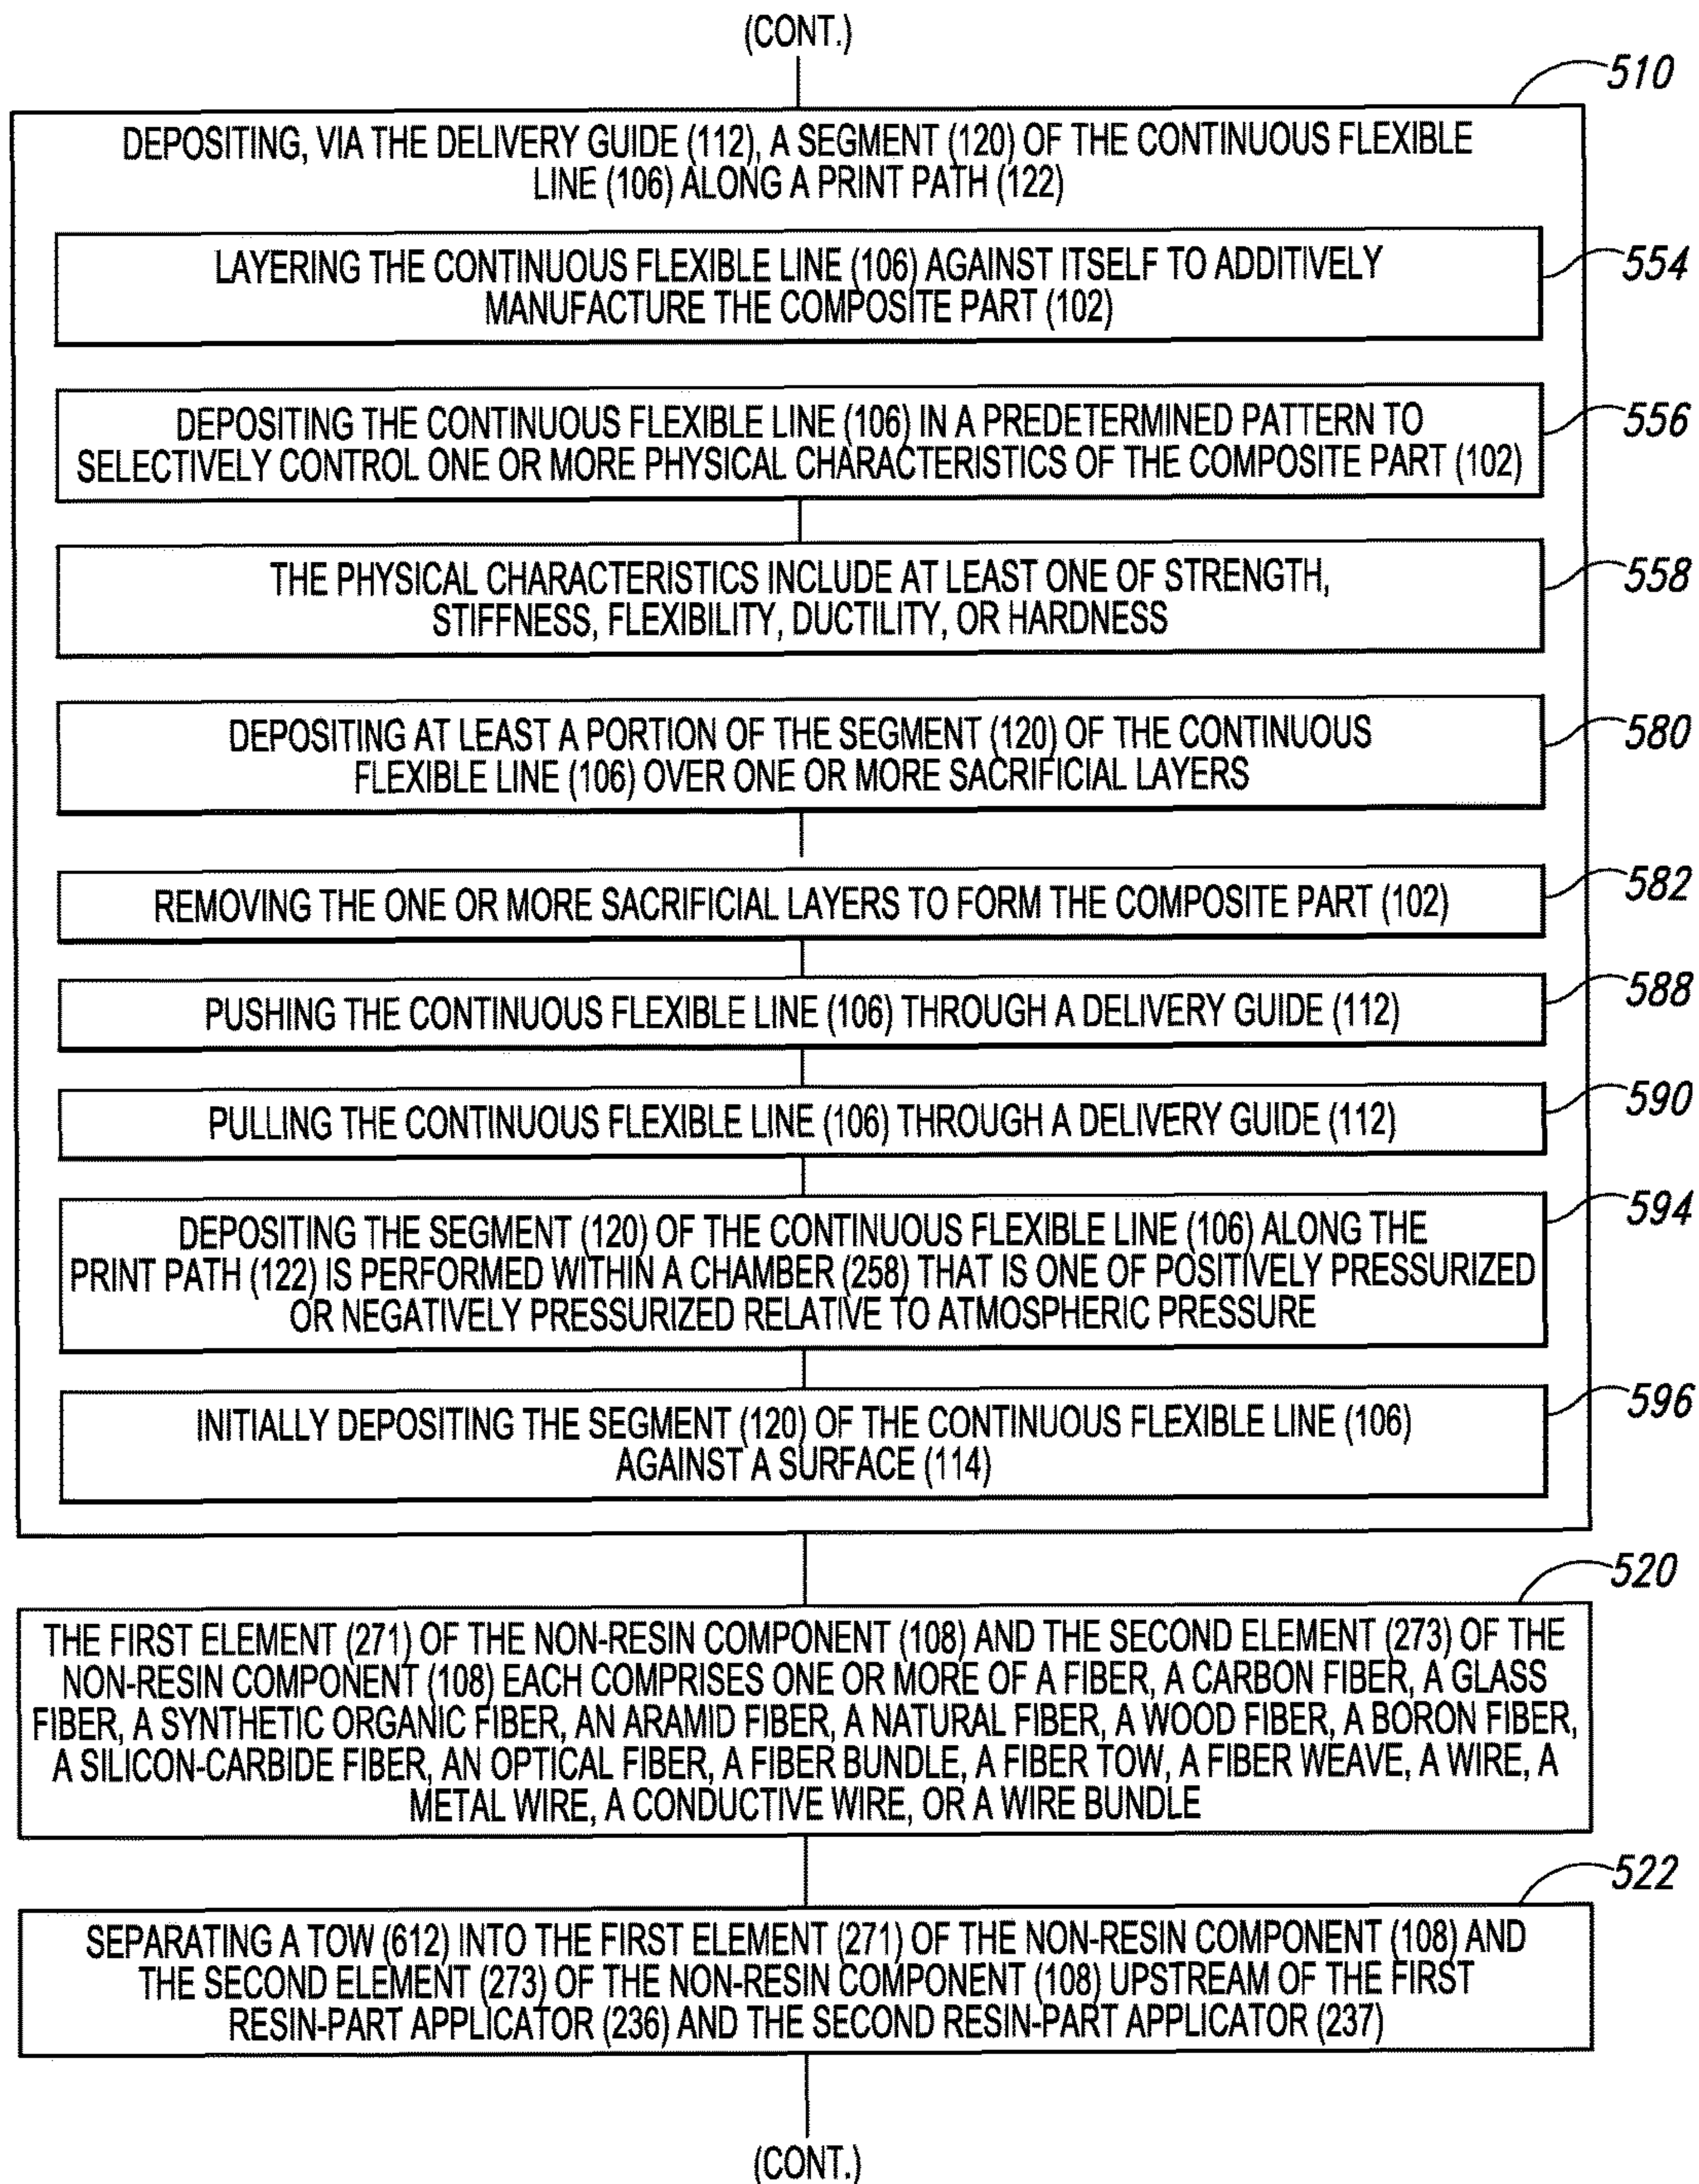 (CONT.)
510
DEPOSITING, VIA THE DELIVERY GUIDE (112), A SEGMENT (120) OF THE CONTINUOUS FLEXIBLE
LINE (106) ALONG A PRINT PATH (122)
LAYERING THE CONTINUOUS FLEXIBLE LINE (106) AGAINST ITSELF TO ADDITIVELY
MANUFACTURE THE COMPOSITE PART (102)
554
DEPOSITING THE CONTINUOUS FLEXIBLE LINE (106) IN A PREDETERMINED PATTERN TO
SELECTIVELY CONTROL ONE OR MORE PHYSICAL CHARACTERISTICS OF THE COMPOSITE PART (102)
556
THE PHYSICAL CHARACTERISTICS INCLUDE AT LEAST ONE OF STRENGTH,
STIFFNESS, FLEXIBILITY, DUCTILITY, OR HARDNESS
558
DEPOSITING AT LEAST A PORTION OF THE SEGMENT (120) OF THE CONTINUOUS
FLEXIBLE LINE (106) OVER ONE OR MORE SACRIFICIAL LAYERS
580
REMOVING THE ONE OR MORE SACRIFICIAL LAYERS TO FORM THE COMPOSITE PART (102)
582
PUSHING THE CONTINUOUS FLEXIBLE LINE (106) THROUGH A DELIVERY GUIDE (112)
588
PULLING THE CONTINUOUS FLEXIBLE LINE (106) THROUGH A DELIVERY GUIDE (112)
590
DEPOSITING THE SEGMENT (120) OF THE CONTINUOUS FLEXIBLE LINE (106) ALONG THE
PRINT PATH (122) IS PERFORMED WITHIN A CHAMBER (258) THAT IS ONE OF POSITIVELY PRESSURIZED
OR NEGATIVELY PRESSURIZED RELATIVE TO ATMOSPHERIC PRESSURE
594
INITIALLY DEPOSITING THE SEGMENT (120) OF THE CONTINUOUS FLEXIBLE LINE (106)
AGAINST A SURFACE (114)
596
520
THE FIRST ELEMENT (271) OF THE NON-RESIN COMPONENT (108) AND THE SECOND ELEMENT (273) OF THE
NON-RESIN COMPONENT (108) EACH COMPRISES ONE OR MORE OF A FIBER, A CARBON FIBER, A GLASS
FIBER, A SYNTHETIC ORGANIC FIBER, AN ARAMID FIBER, A NATURAL FIBER, A WOOD FIBER, A BORON FIBER,
A SILICON-CARBIDE FIBER, AN OPTICAL FIBER, A FIBER BUNDLE, A FIBER TOW, A FIBER WEAVE, A WIRE, A
METAL WIRE, A CONDUCTIVE WIRE, OR A WIRE BUNDLE
522
SEPARATING A TOW (612) INTO THE FIRST ELEMENT (271) OF THE NON-RESIN COMPONENT (108) AND
THE SECOND ELEMENT (273) OF THE NON-RESIN COMPONENT (108) UPSTREAM OF THE FIRST
RESIN-PART APPLICATOR (236) AND THE SECOND RESIN-PART APPLICATOR (237)
(CONT.)